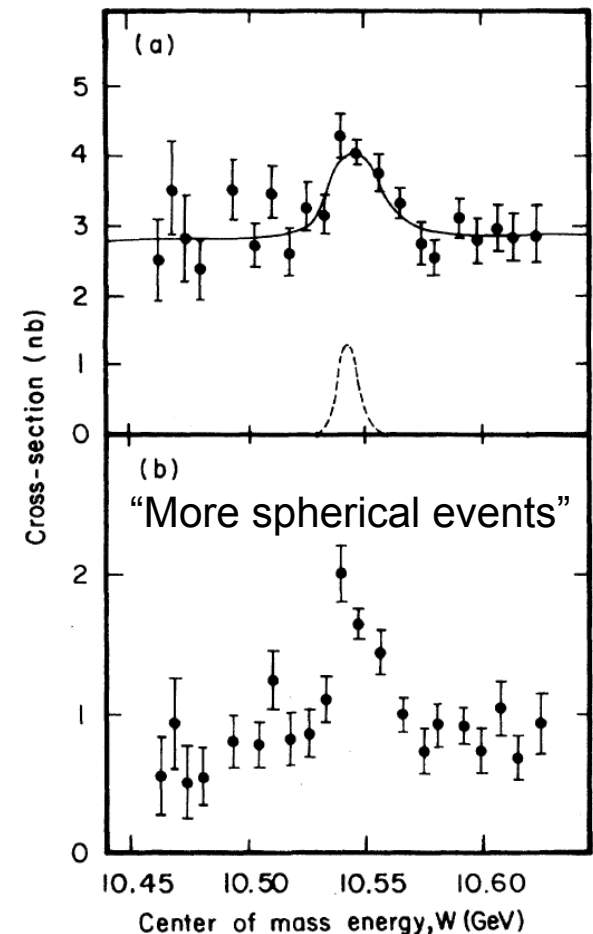 (a)
5
4
3
2
1
0
Cross-section (nb)
(b)
“More spherical events”
2
1
0
10.45 10.50 10.55 10.60
Center of mass energy,W (GeV)